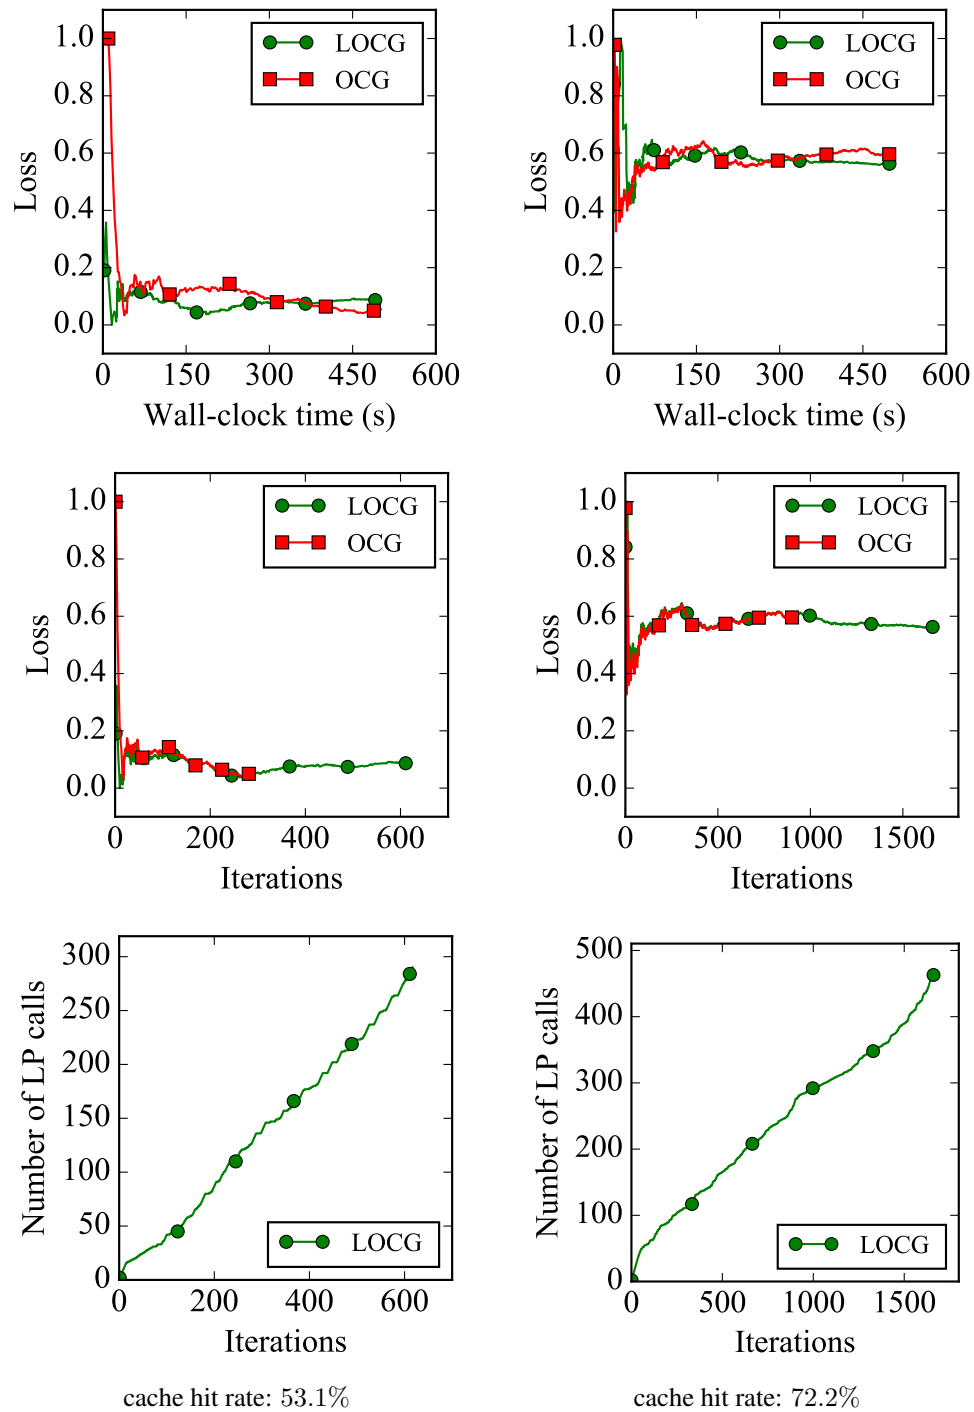 1.0
0.8
0.6
0.4
0.2
0.0
Loss
LOCG
OCG
0 150 300 450 600
Wall-clock time (s)
1.0
0.8
0.6
0.4
0.2
0.0
Loss
LOCG
OCG
0 150 300 450 600
Wall-clock time (s)
1.0
0.8
0.6
0.4
0.2
0.0
Loss
LOCG
OCG
0 200 400 600
Iterations
1.0
0.8
0.6
0.4
0.2
0.0
Loss
LOCG
OCG
0 500 1000 1500
Iterations
300
250
200
150
100
50
0
Number of LP calls
LOCG
0 200 400 600
Iterations
500
400
300
200
100
0
Number of LP calls
LOCG
0 500 1000 1500
Iterations
cache hit rate: 53.1%
cache hit rate: 72.2%